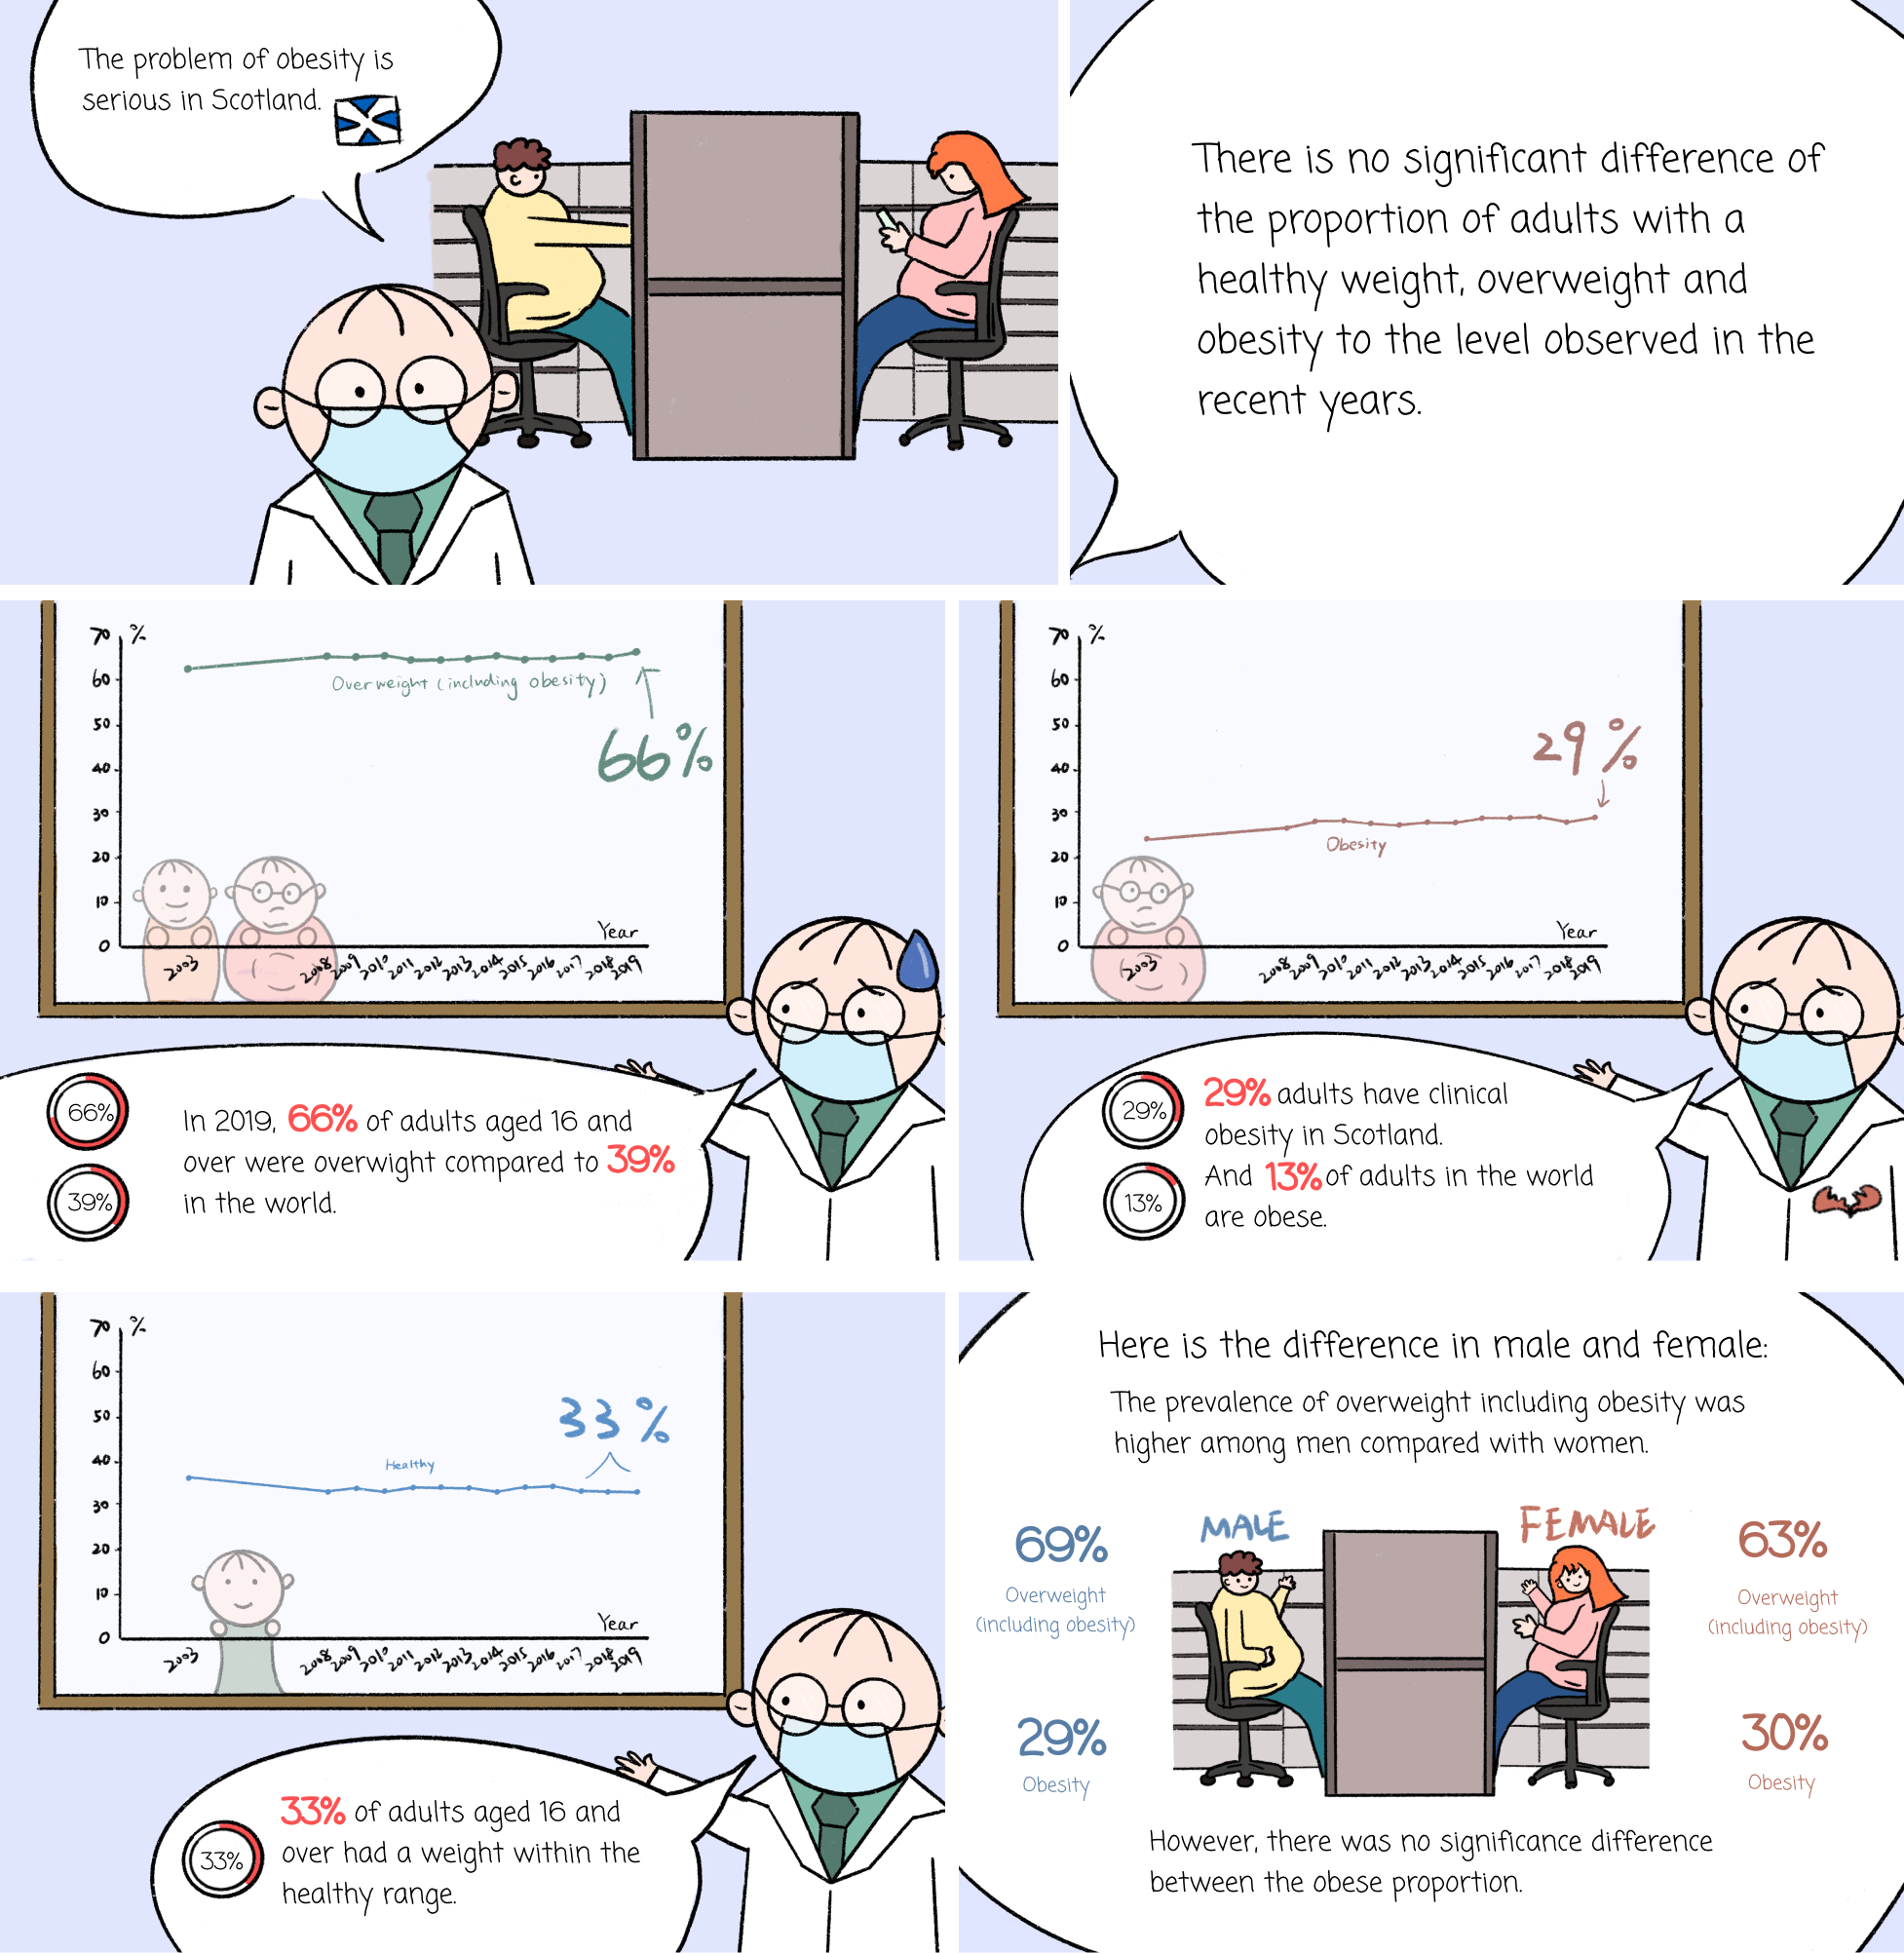 The problem of obesity is
serious in Scotland.
There is no significant difference of
the proportion of adults with a
healthy weight, overweight and
obesity to the level observed in the
recent years.
70 %
60
50
40
30
20
10
0
Overweight (including obesity)
66%
Year
2003 2008 2009 2010 2011 2012 2013 2014 2015 2016 2017 2018 2019
66%
39%
In 2019, 66% of adults aged 16 and
over were overwight compared to 39%
in the world.
70 %
60
50
40
30
20
10
0
29%
Obesity
Year
2003 2008 2009 2010 2011 2012 2013 2014 2015 2016 2017 2018 2019
29%
13%
29% adults have clinical
obesity in Scotland.
And 13% of adults in the world
are obese.
70 %
60
50
40
30
20
10
0
33%
Healthy
Year
2003 2008 2009 2010 2011 2012 2013 2014 2015 2016 2017 2018 2019
33%
33% of adults aged 16 and
over had a weight within the
healthy range.
Here is the difference in male and female:
The prevalence of overweight including obesity was
higher among men compared with women.
MALE
FEMALE
69%
Overweight
(including obesity)
29%
Obesity
63%
Overweight
(including obesity)
30%
Obesity
However, there was no significance difference
between the obese proportion.